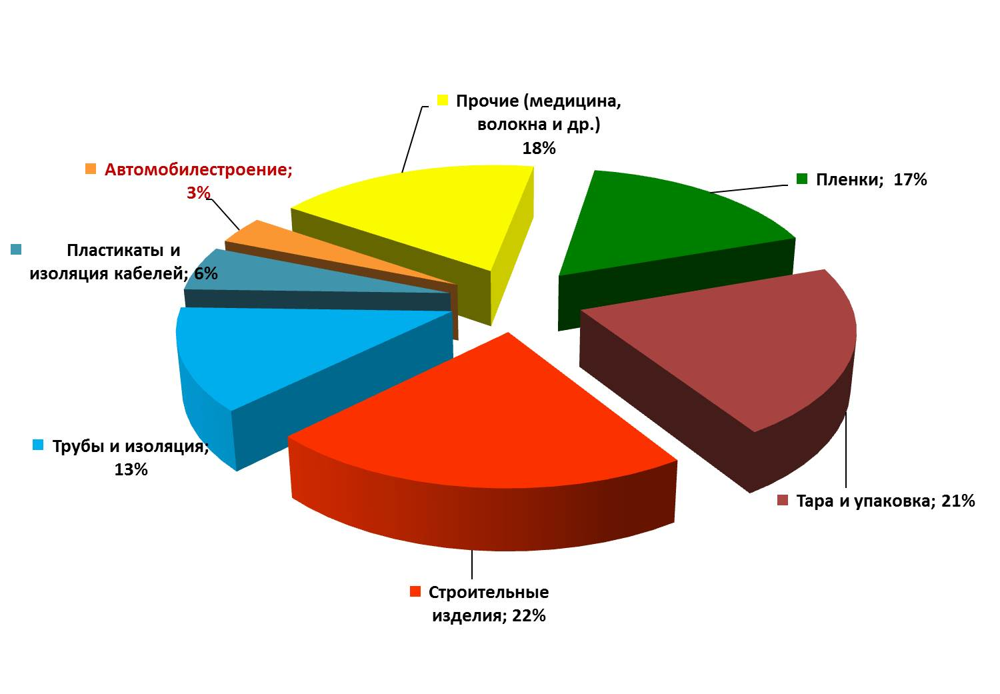 Прочие (медицина,
волокна и др.)
18%
Автомобилестроение;
3%
Пленки;  17%
Пластикаты и
изоляция кабелей; 6%
Трубы и изоляция;
13%
Тара и упаковка; 21%
Строительные
изделия; 22%